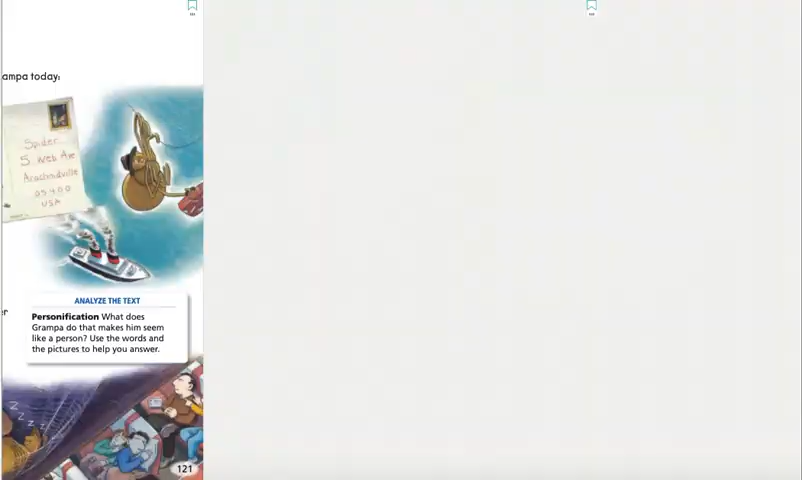 ampa today:
Spider
5 Web Ave
Arachnidville
05400
USA
er
ANALYZE THE TEXT
Personification What does
Grampa do that makes him seem
like a person? Use the words and
the pictures to help you answer.
Z Z Z Z
121